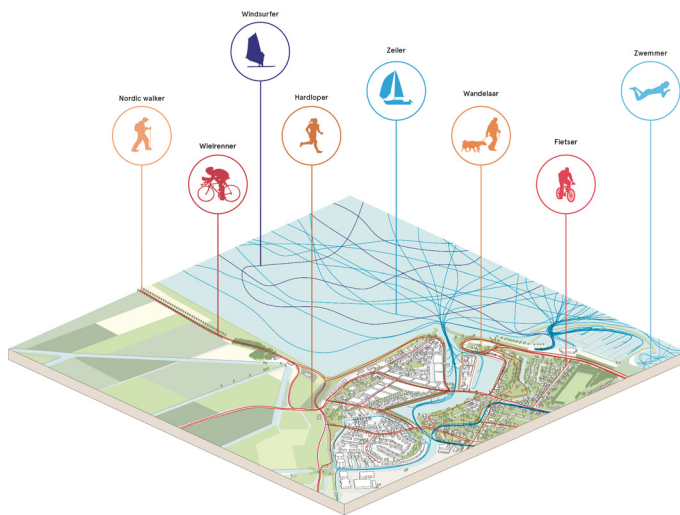 Windsurfer
Zeiler
Zwemmer
Nordic walker
Hardloper
Wandelaar
Wielrenner
Fietser